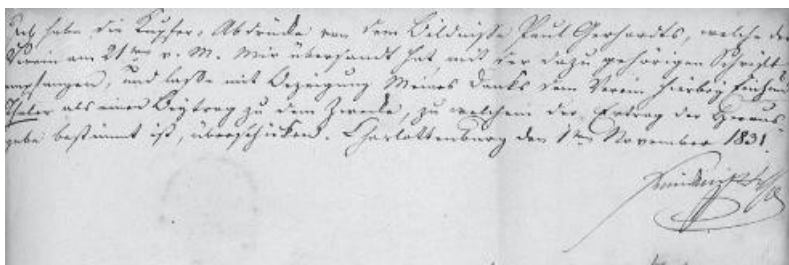 Ich habe die Kupfer-Abdrücke von dem Bildnisse Paul Gerhardts, welche der
Verein am 21ten v. M. Mir übersandt hat, mit der dazu gehörigen Schrift
empfangen, und lasse mit Bezeigung Meines Danks dem Verein hierbey
Thaler als einen Beytrag zu dem Zwecke, zu welchem der Ertrag der Heraus-
gabe bestimmt ist, überschicken. Charlottenburg den 1ten November 1831.